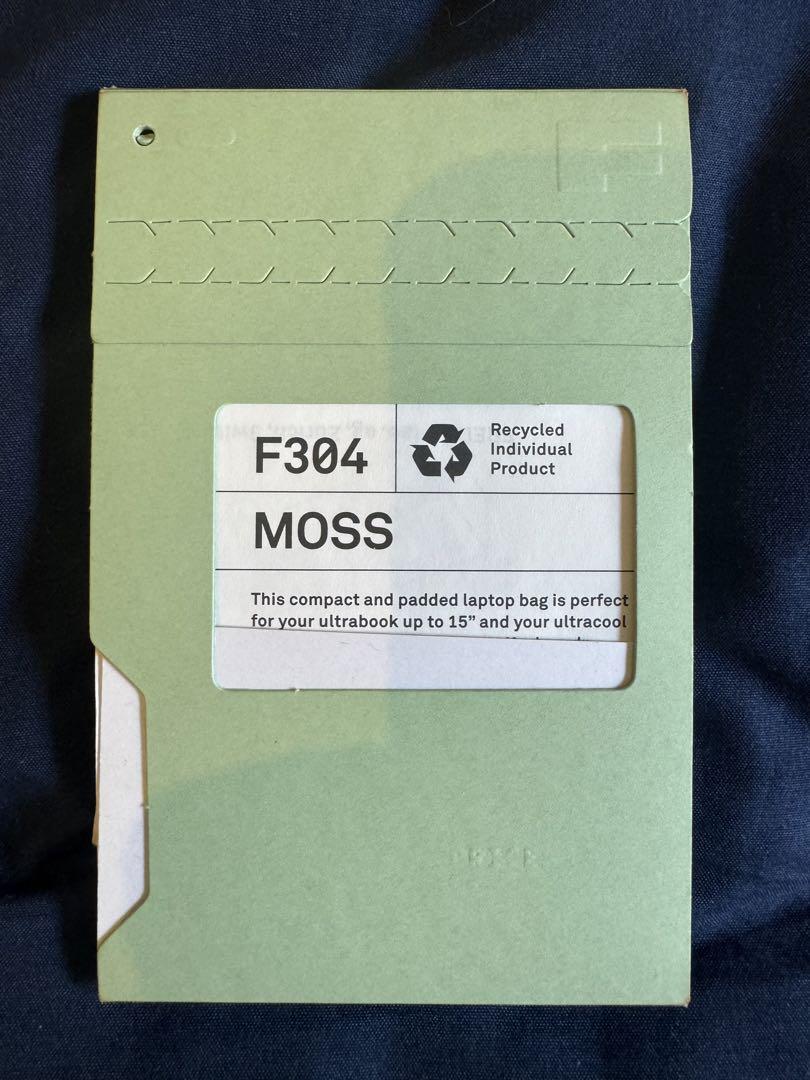 F304
Recycled
Individual
Product
MOSS
This compact and padded laptop bag is perfect
for your ultrabook up to 15” and your ultracool